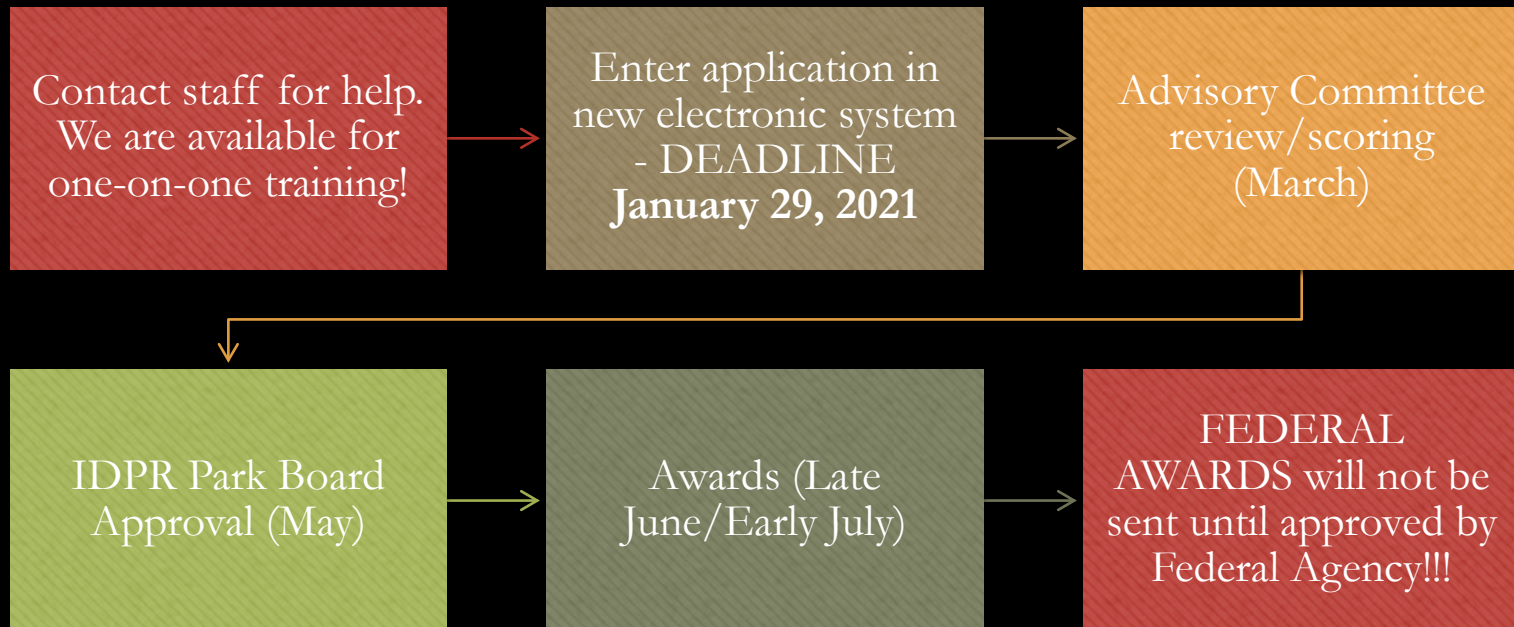 Contact staff for help.
We are available for
one-on-one training!
Enter application in
new electronic system
- DEADLINE
January 29, 2021
Advisory Committee
review/scoring
(March)
IDPR Park Board
Approval (May)
Awards (Late
June/Early July)
FEDERAL
AWARDS will not be
sent until approved by
Federal Agency!!!